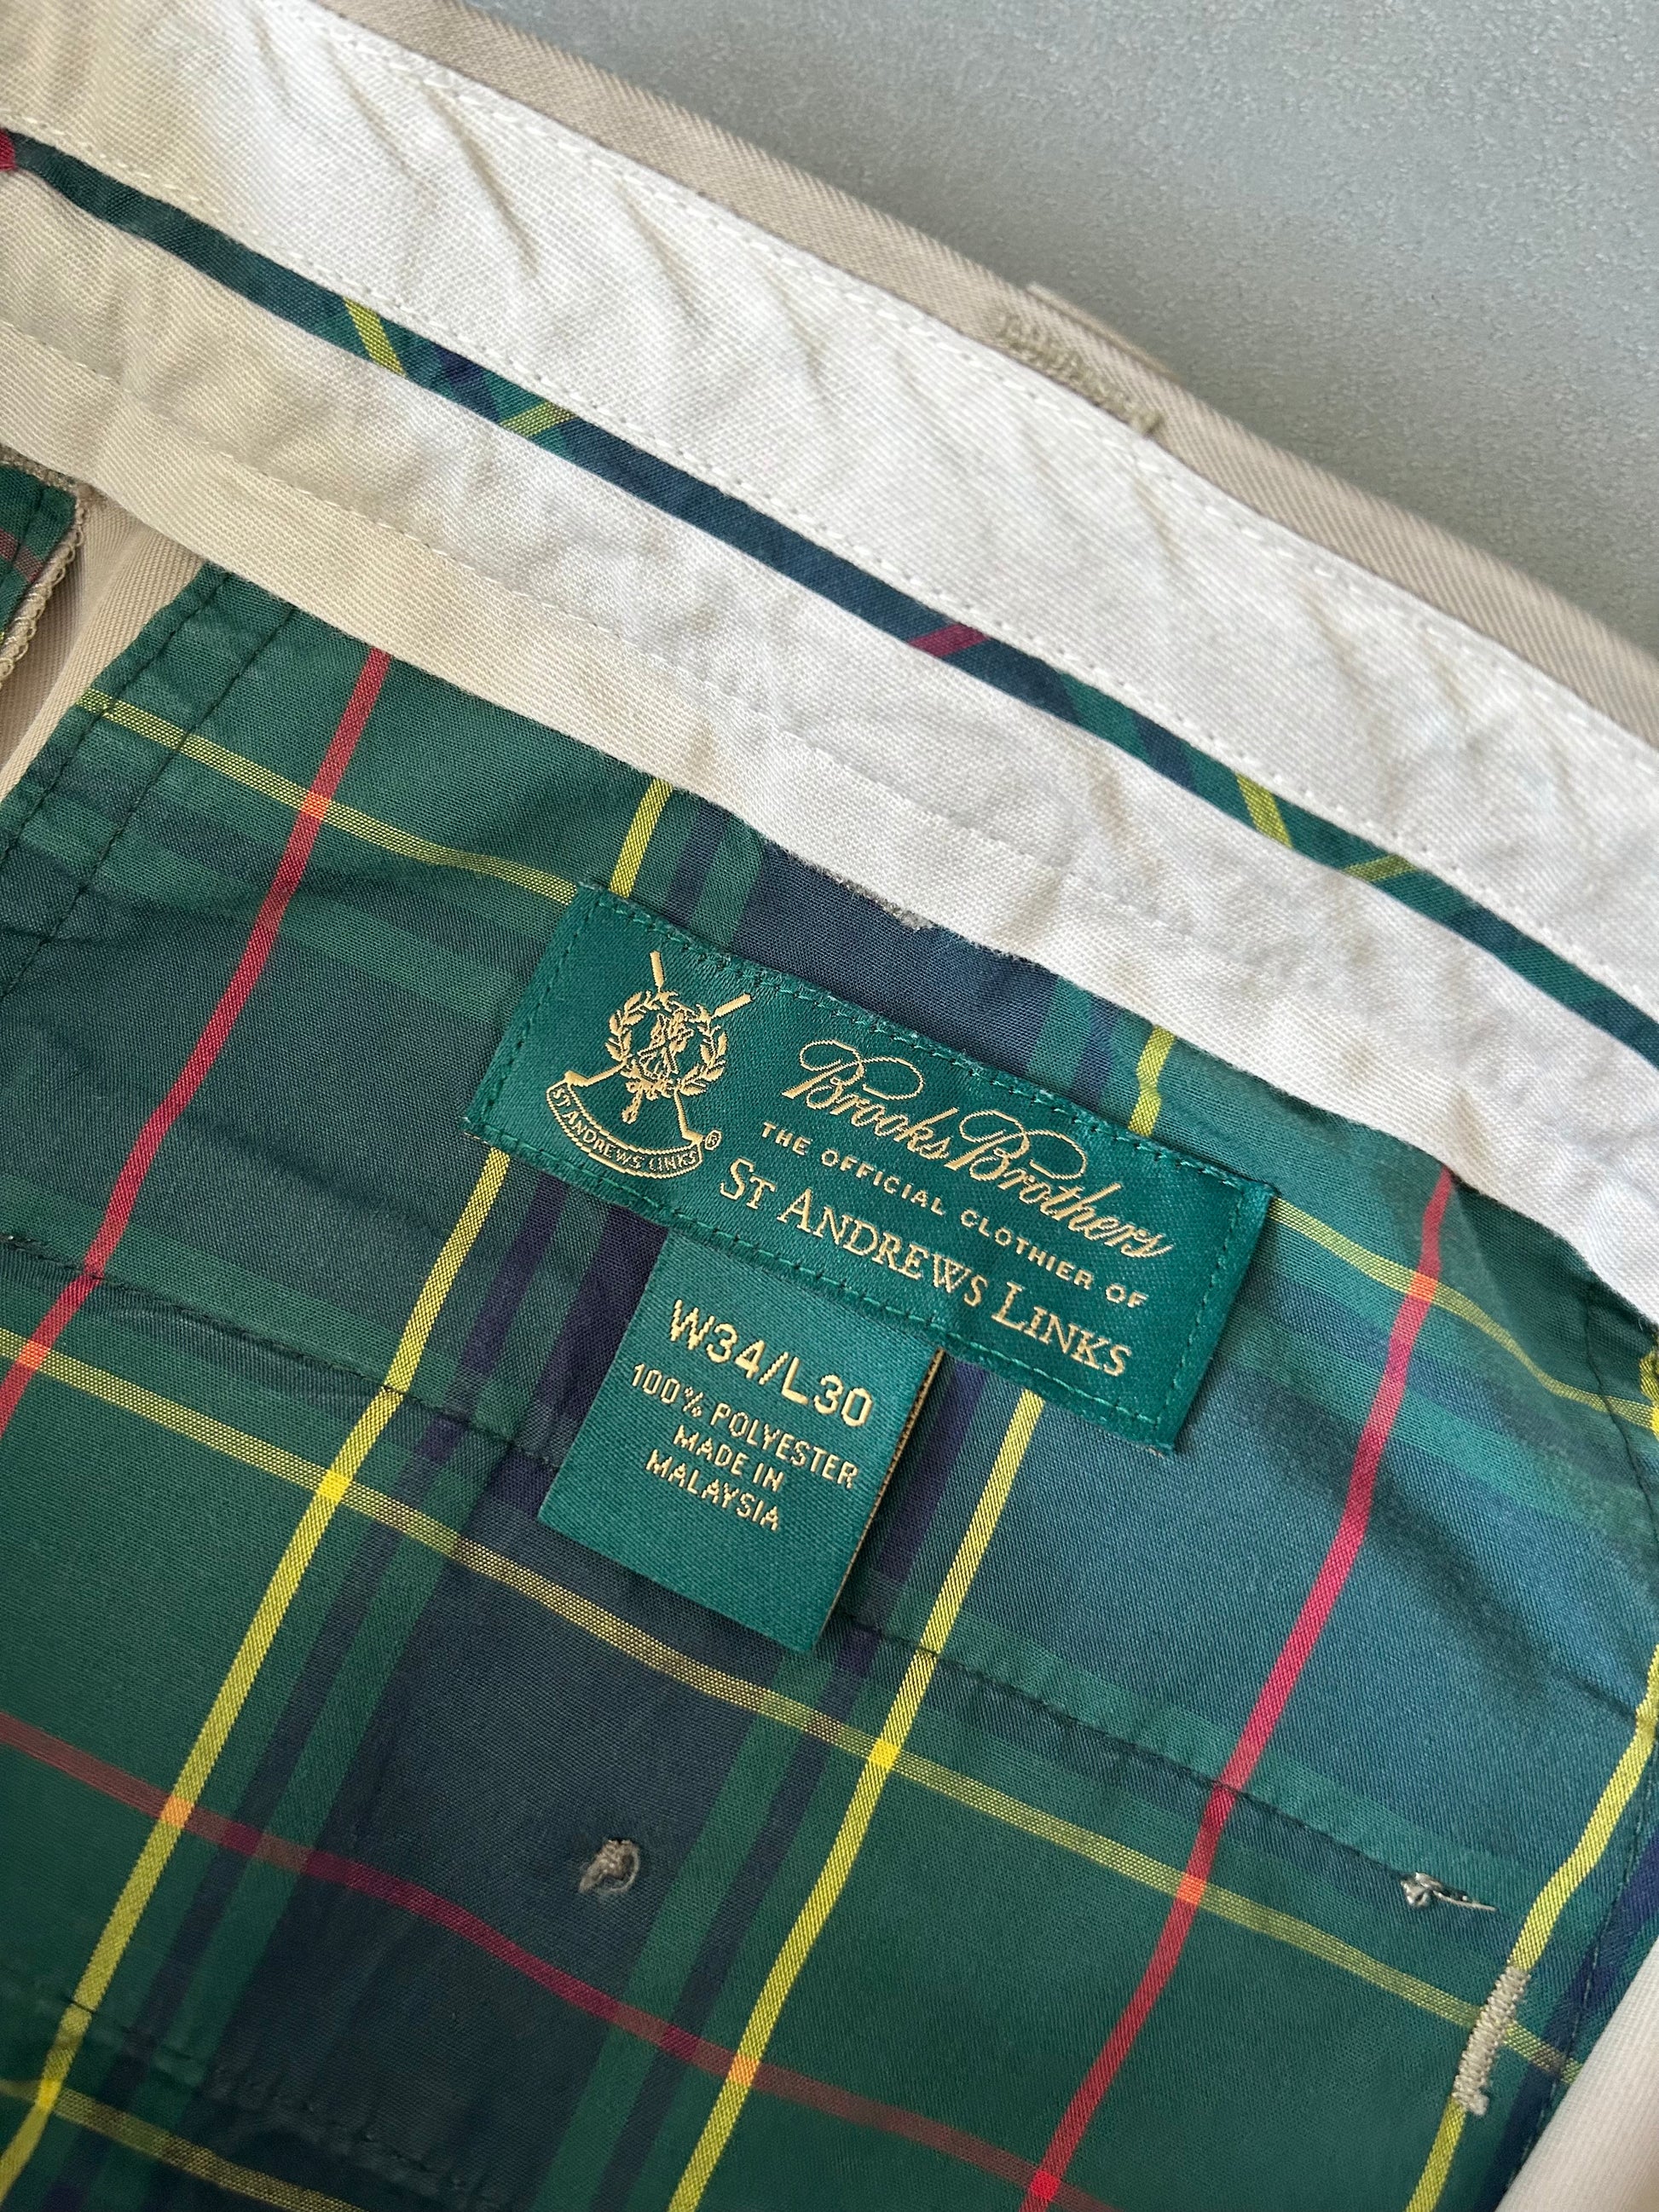 Brooks Brothers
THE OFFICIAL CLOTHIER OF
ST ANDREWS LINKS
ST ANDREWS LINKS ®
W34/L30
100% POLYESTER
MADE IN
MALAYSIA